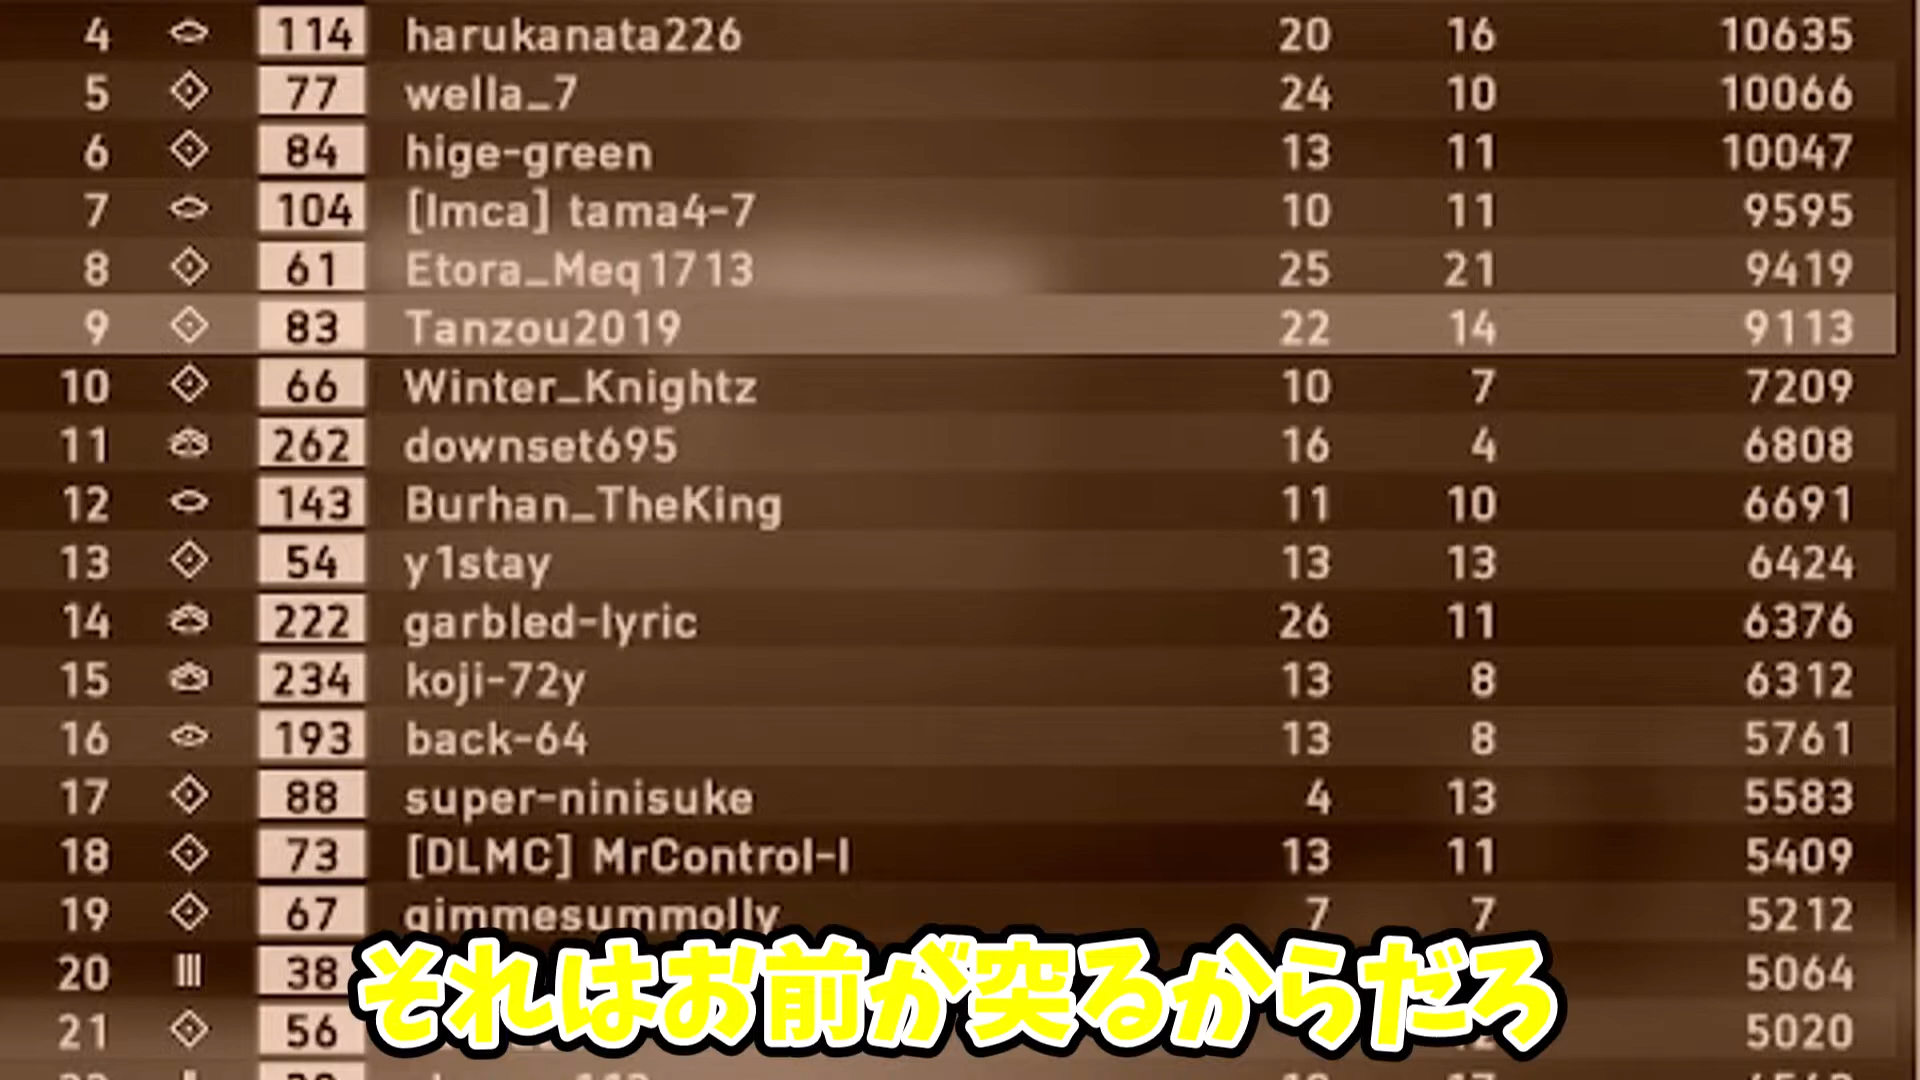 4 114 harukanata226 20 16 10635
5 77 wella_7 24 10 10066
6 84 hige-green 13 11 10047
7 104 [lmca] tama4-7 10 11 9595
8 61 Etora_Meq1713 25 21 9419
9 83 Tanzou2019 22 14 9113
10 66 Winter_Knightz 10 7 7209
11 262 downset695 16 4 6808
12 143 Burhan_TheKing 11 10 6691
13 54 y1stay 13 13 6424
14 222 garbled-lyric 26 11 6376
15 234 koji-72y 13 8 6312
16 193 back-64 13 8 5761
17 88 super-ninisuke 4 13 5583
18 73 [DLMC] MrControl-l 13 11 5409
19 67 gimmesummolly 7 7 5212
20 38 5064
21 56 5020
それはお前が突るからだろ